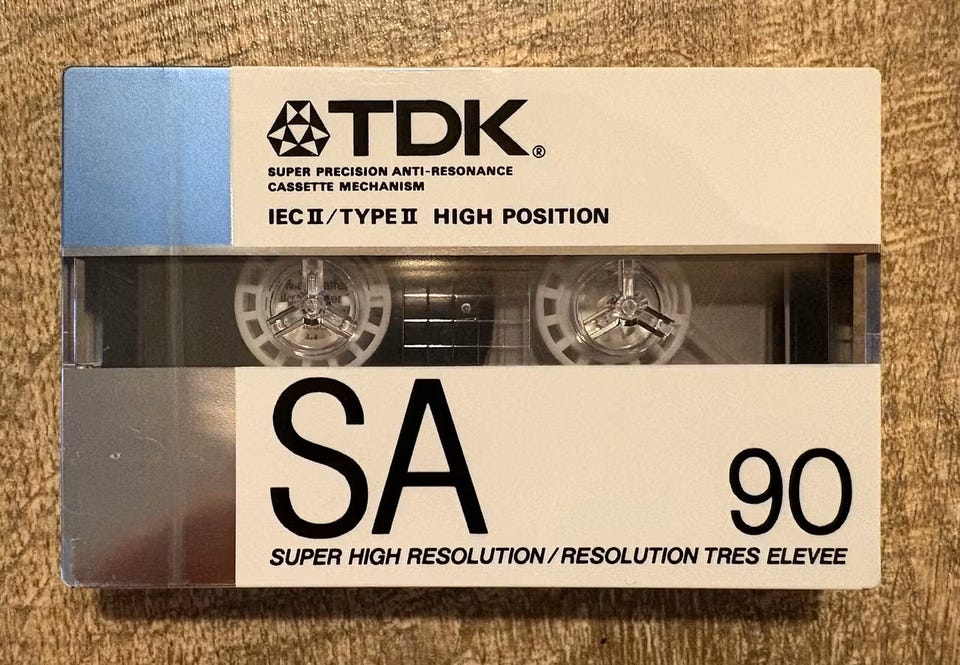 TDK®
SUPER PRECISION ANTI-RESONANCE
CASSETTE MECHANISM
IEC II/TYPE II HIGH POSITION
SA
90
SUPER HIGH RESOLUTION/RESOLUTION TRES ELEVEE